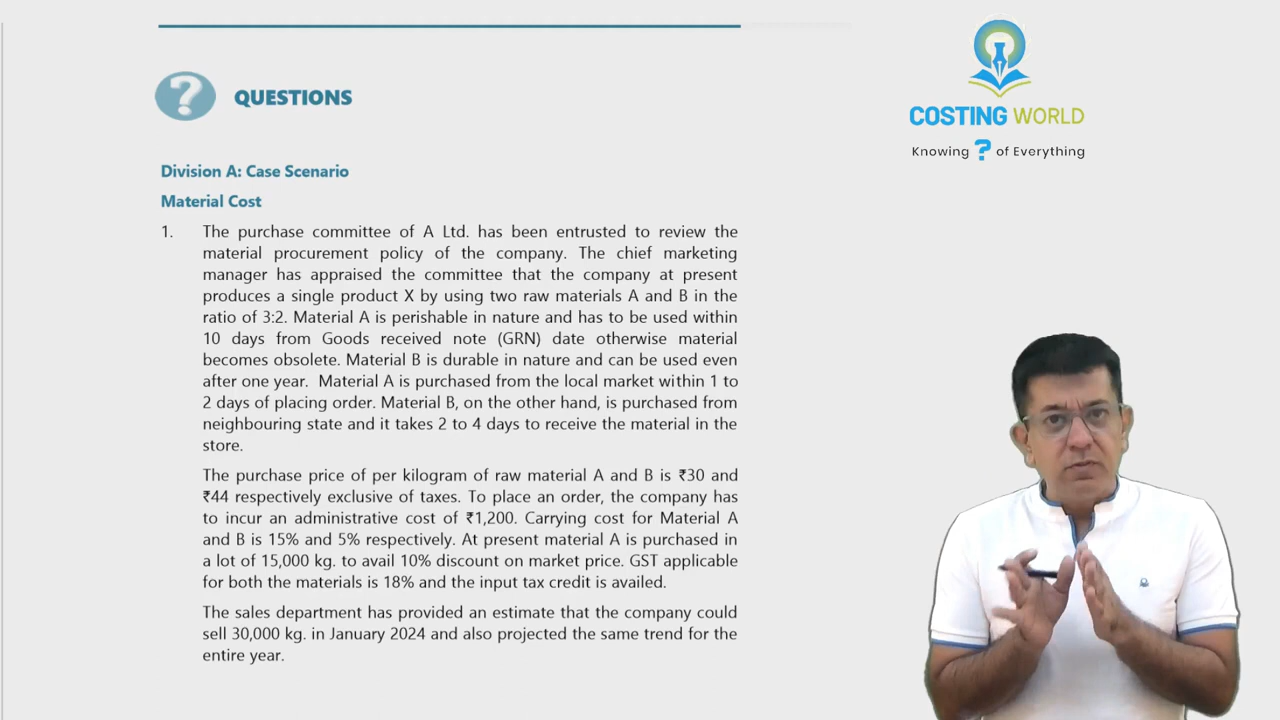 QUESTIONS
COSTING WORLD
Knowing ? of Everything
Division A: Case Scenario
Material Cost
1. The purchase committee of A Ltd. has been entrusted to review the
material procurement policy of the company. The chief marketing
manager has appraised the committee that the company at present
produces a single product X by using two raw materials A and B in the
ratio of 3:2. Material A is perishable in nature and has to be used within
10 days from Goods received note (GRN) date otherwise material
becomes obsolete. Material B is durable in nature and can be used even
after one year. Material A is purchased from the local market within 1 to
2 days of placing order. Material B, on the other hand, is purchased from
neighbouring state and it takes 2 to 4 days to receive the material in the
store.
The purchase price of per kilogram of raw material A and B is ₹30 and
₹44 respectively exclusive of taxes. To place an order, the company has
to incur an administrative cost of ₹1,200. Carrying cost for Material A
and B is 15% and 5% respectively. At present material A is purchased in
a lot of 15,000 kg. to avail 10% discount on market price. GST applicable
for both the materials is 18% and the input tax credit is availed.
The sales department has provided an estimate that the company could
sell 30,000 kg. in January 2024 and also projected the same trend for the
entire year.